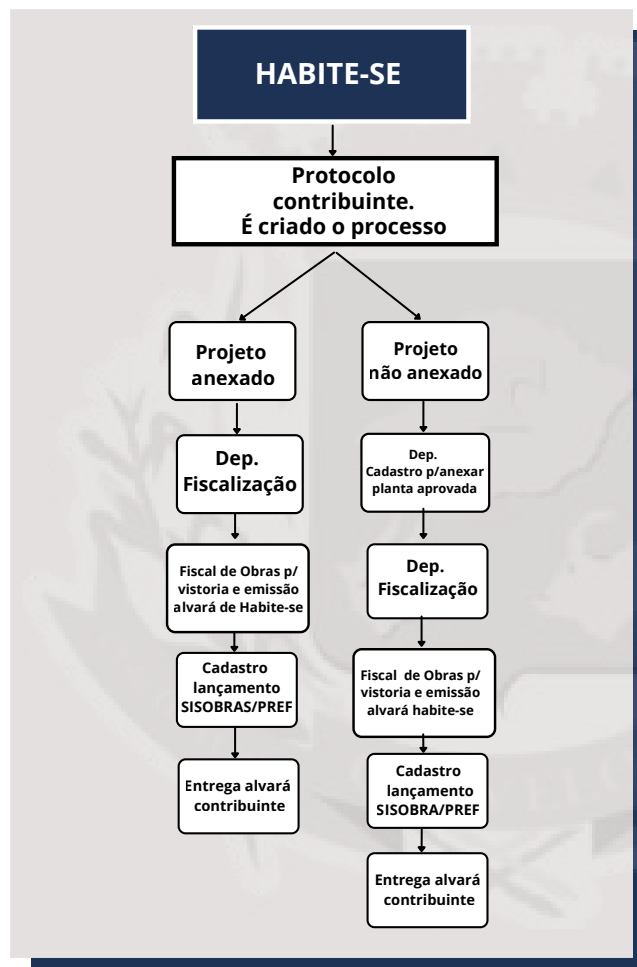 HABITE-SE
Protocolo
contribuinte.
É criado o processo
Projeto
anexado
Dep.
Fiscalização
Fiscal de Obras p/
vistoria e emissão
alvará de Habite-se
Cadastro
lançamento
SISOBRAS/PREF
Entrega alvará
contribuinte
Projeto
não anexado
Dep.
Cadastro p/anexar
planta aprovada
Dep.
Fiscalização
Fiscal de Obras p/
vistoria e emissão
alvará habite-se
Cadastro
lançamento
SISOBRA/PREF
Entrega alvará
contribuinte